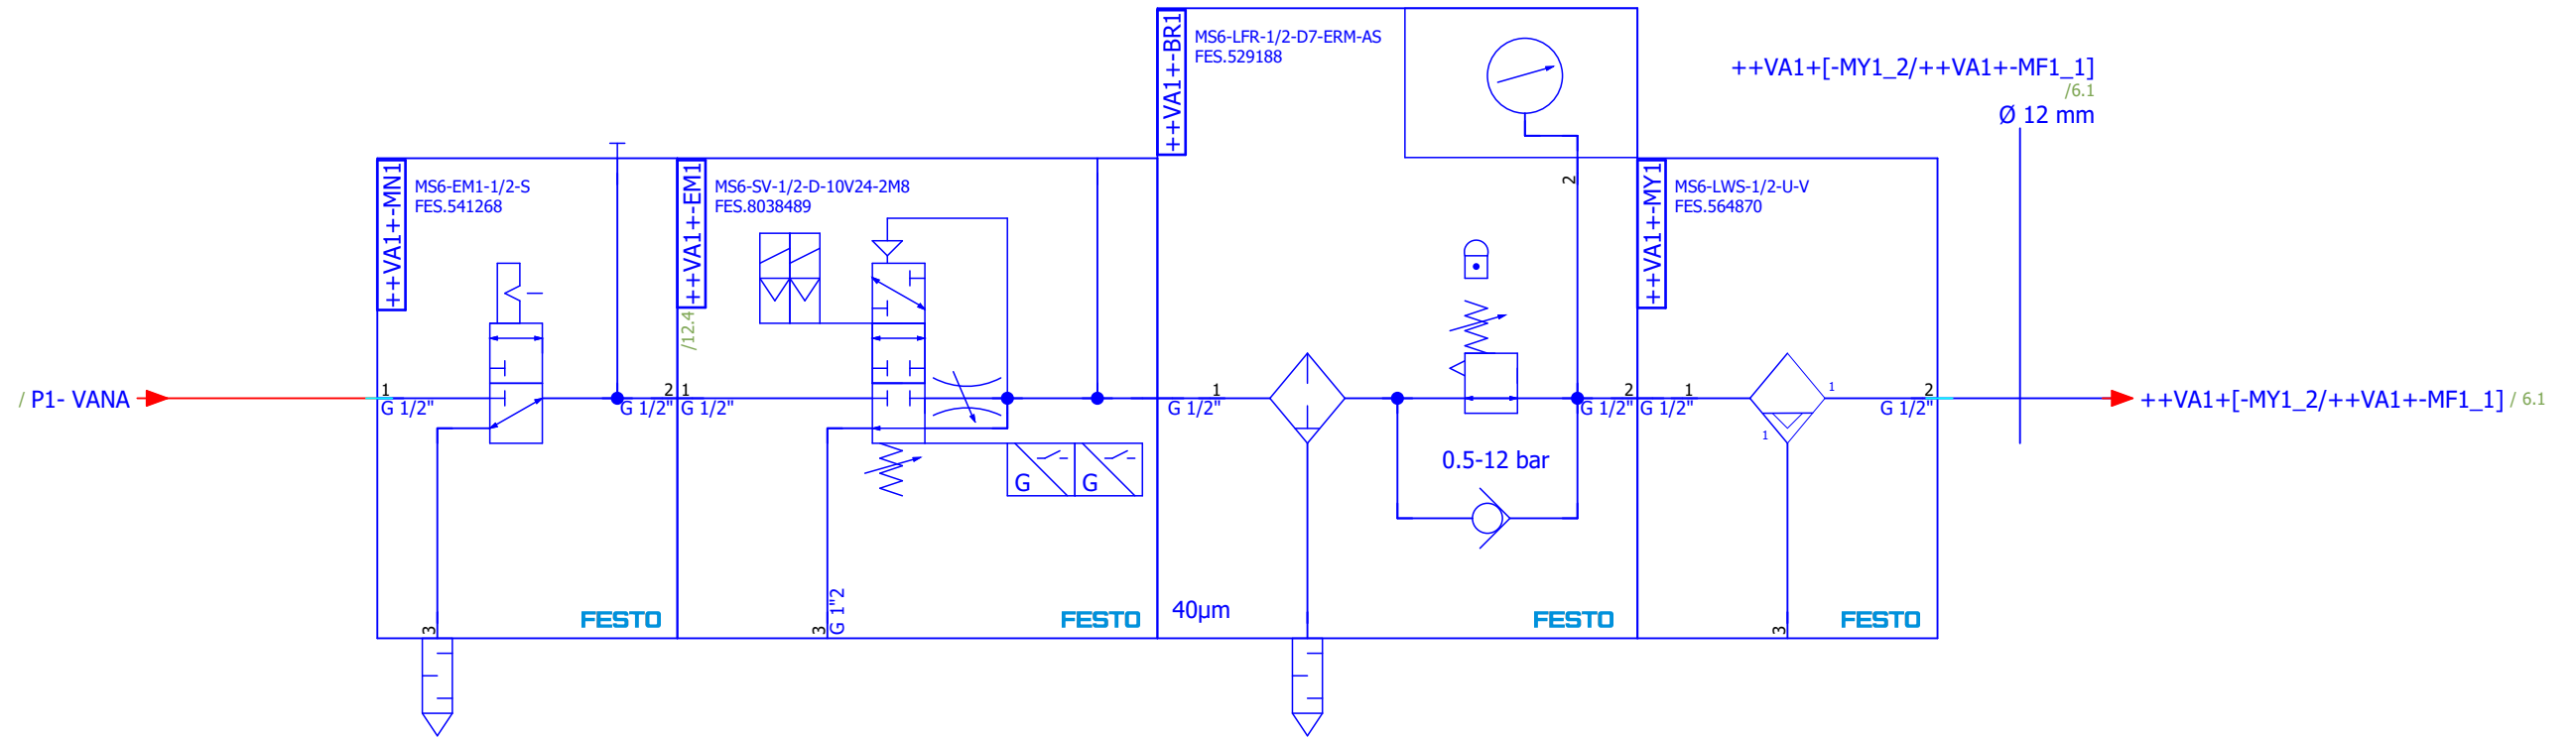 ++VA1+-BR1
MS6-LFR-1/2-D7-ERM-AS
FES.529188
++VA1+[-MY1_2/++VA1+-MF1_1]
/6.1
Ø 12 mm
++VA1+-MN1
MS6-EM1-1/2-S
FES.541268
++VA1+-EM1
MS6-SV-1/2-D-10V24-2M8
FES.8038489
/12.4
2
++VA1+-MY1
MS6-LWS-1/2-U-V
FES.564870
/ P1- VANA
1
G 1/2"
2
G 1/2"
1
G 1/2"
1
G 1/2"
2
G 1/2"
1
G 1/2"
1
1
2
G 1/2"
++VA1+[-MY1_2/++VA1+-MF1_1] / 6.1
0.5-12 bar
G
G
40µm
3
FESTO
3
G 1"2
FESTO
FESTO
3
FESTO